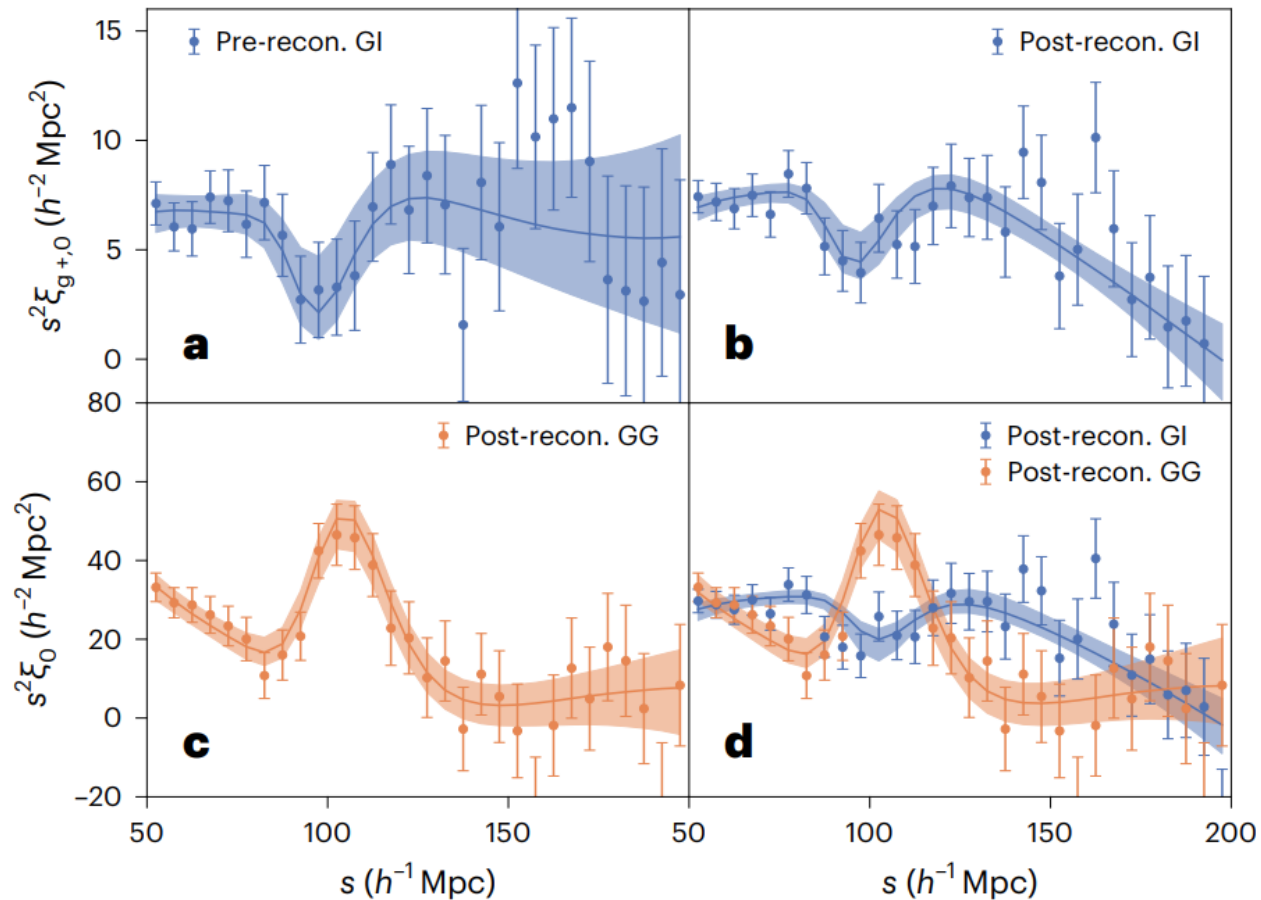 15
10
5
0
s²ξg+,0 (h⁻² Mpc²)
Pre-recon. GI
a
Post-recon. GI
b
80
60
40
20
0
−20
s²ξ0 (h⁻² Mpc²)
Post-recon. GG
c
Post-recon. GI
Post-recon. GG
d
50 100 150 50 100 150 200
s (h⁻¹ Mpc) s (h⁻¹ Mpc)